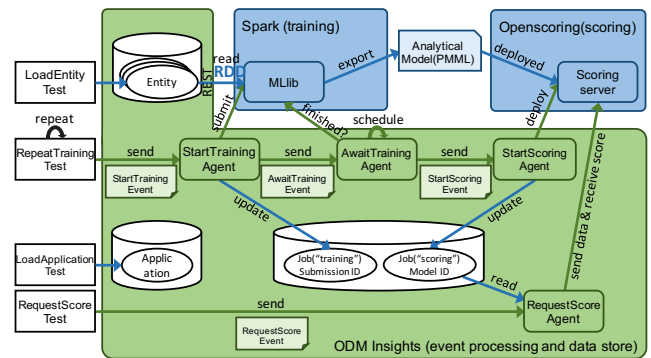 Spark (training)
Openscoring(scoring)
LoadEntity
Test
Entity
REST
read
RDD
MLlib
export
Analytical
Model(PMML)
deployed
Scoring
server
submit
finished?
schedule
deploy
repeat
RepeatTraining
Test
send
StartTraining
Agent
send
AwaitTraining
Agent
send
StartScoring
Agent
StartTraining
Event
AwaitTraining
Event
StartScoring
Event
update
update
send data & receive score
LoadApplication
Test
Applic
ation
Job("training")
Submission ID
Job("scoring")
Model ID
read
RequestScore
Test
send
RequestScore
Agent
RequestScore
Event
ODM Insights (event processing and data store)